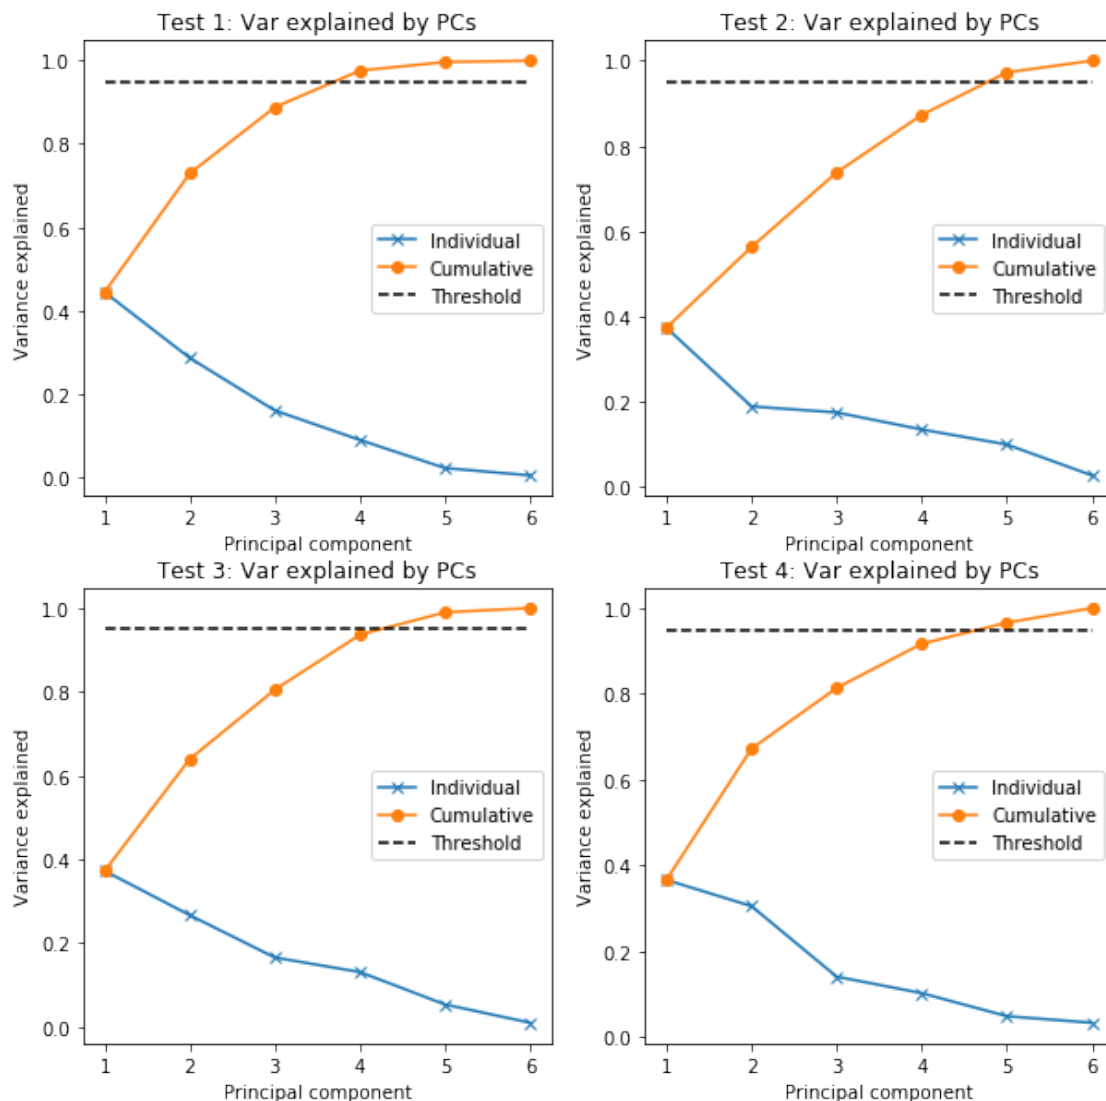 Test 1: Var explained by PCs
1.0
0.8
0.6
0.4
0.2
0.0
Variance explained
Individual
Cumulative
Threshold
1 2 3 4 5 6
Principal component
Test 2: Var explained by PCs
1.0
0.8
0.6
0.4
0.2
0.0
Variance explained
Individual
Cumulative
Threshold
1 2 3 4 5 6
Principal component
Test 3: Var explained by PCs
1.0
0.8
0.6
0.4
0.2
0.0
Variance explained
Individual
Cumulative
Threshold
1 2 3 4 5 6
Principal component
Test 4: Var explained by PCs
1.0
0.8
0.6
0.4
0.2
0.0
Variance explained
Individual
Cumulative
Threshold
1 2 3 4 5 6
Principal component